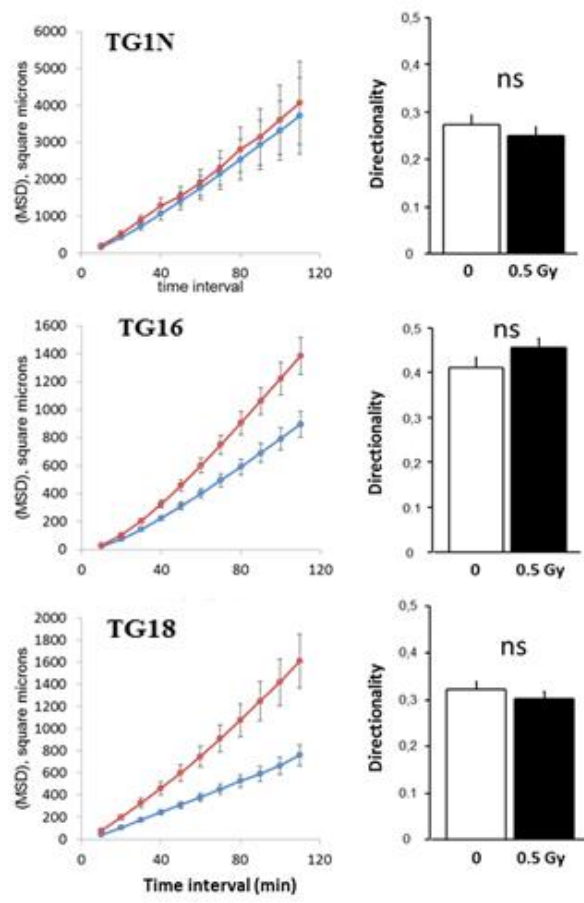 TG1N
(MSD), square microns
6000
5000
4000
3000
2000
1000
0
0 40 80 120
time interval
Directionality
0,5
0,4
0,3
0,2
0.1
0
ns
0 0.5 Gy
TG16
(MSD), square microns
1600
1400
1200
1000
800
600
400
200
0
0 40 80 120
Directionality
0,5
0,4
0,3
0,2
0.1
0
ns
0 0.5 Gy
TG18
(MSD), square microns
2000
1800
1600
1400
1200
1000
800
600
400
200
0
0 40 80 120
Time interval (min)
Directionality
0,5
0,4
0,3
0,2
0.1
0
ns
0 0.5 Gy